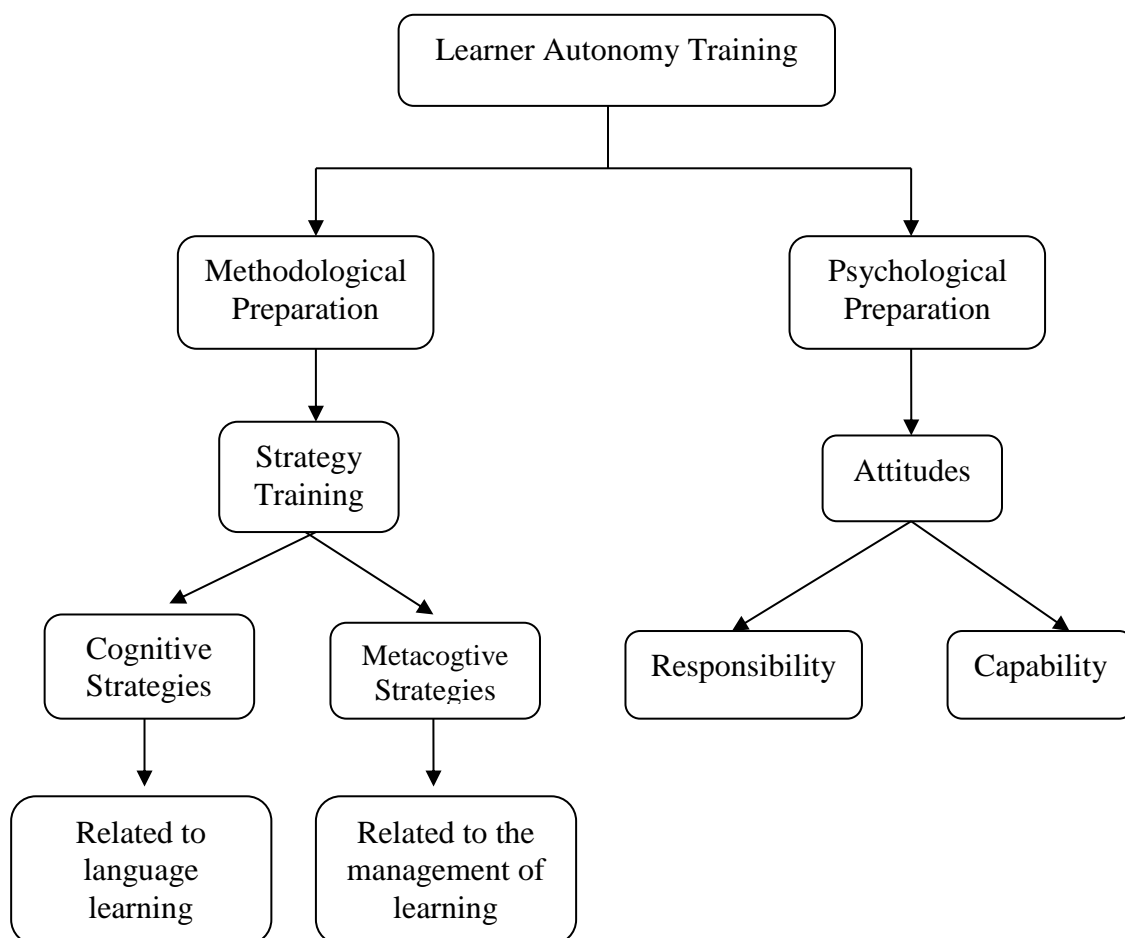 Learner Autonomy Training
Methodological
Preparation
Psychological
Preparation
Strategy
Training
Attitudes
Cognitive
Strategies
Metacogtive
Strategies
Responsibility
Capability
Related to
language
learning
Related to the
management of
learning